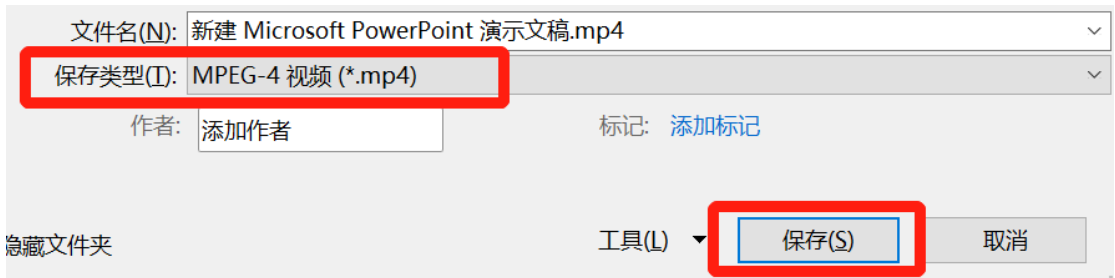 文件名(N): 新建 Microsoft PowerPoint 演示文稿.mp4
保存类型(T): MPEG-4 视频 (*.mp4)
作者: 添加作者 标记: 添加标记
隐藏文件夹 工具(L) 保存(S) 取消